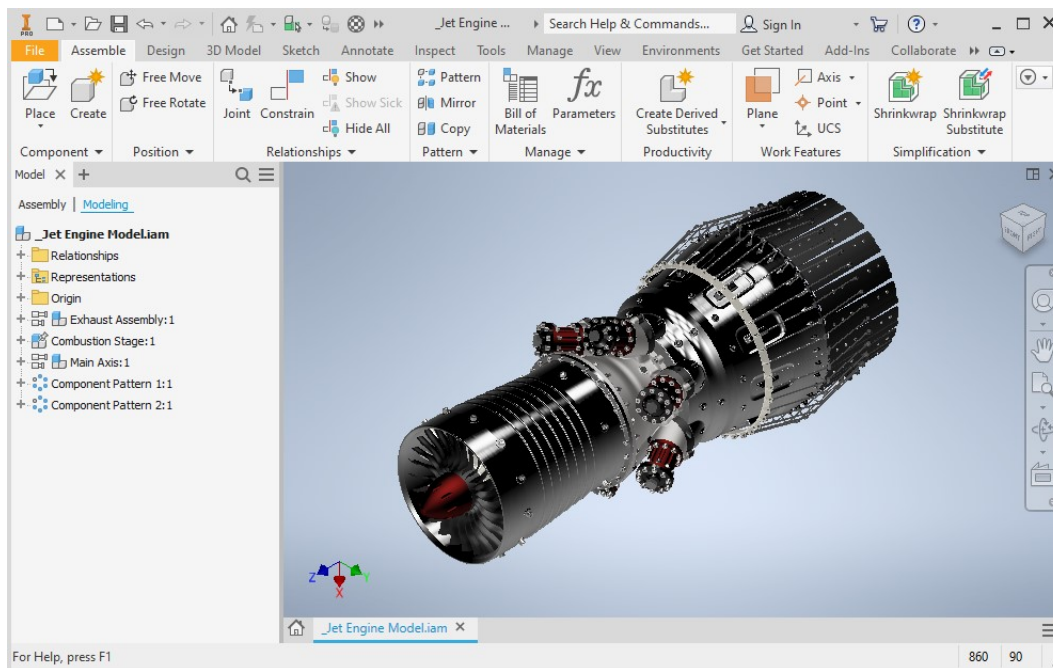 PRO
_Jet Engine ...
Search Help & Commands...
Sign In
File Assemble Design 3D Model Sketch Annotate Inspect Tools Manage View Environments Get Started Add-Ins Collaborate
Place
Create
Free Move
Free Rotate
Joint
Constrain
Show
Show Sick
Hide All
Pattern
Mirror
Copy
Bill of
Materials
fx
Parameters
Create Derived
Substitutes
Plane
Axis
Point
UCS
Shrinkwrap
Shrinkwrap
Substitute
Component Position Relationships Pattern Manage Productivity Work Features Simplification
Model
Assembly | Modeling
_Jet Engine Model.iam
Relationships
Representations
Origin
Exhaust Assembly:1
Combustion Stage:1
Main Axis:1
Component Pattern 1:1
Component Pattern 2:1
Z
Y
X
_Jet Engine Model.iam
For Help, press F1
860 90